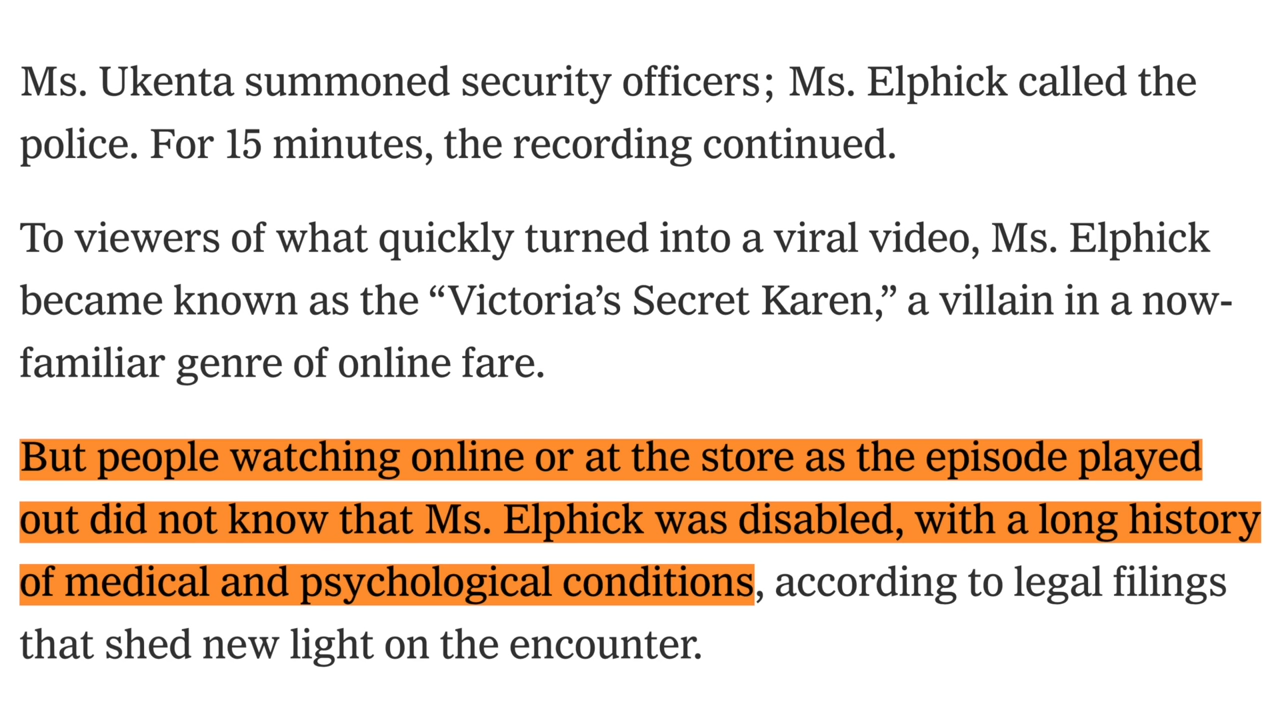 Ms. Ukenta summoned security officers; Ms. Elphick called the
police. For 15 minutes, the recording continued.
To viewers of what quickly turned into a viral video, Ms. Elphick
became known as the “Victoria’s Secret Karen,” a villain in a now-
familiar genre of online fare.
But people watching online or at the store as the episode played
out did not know that Ms. Elphick was disabled, with a long history
of medical and psychological conditions, according to legal filings
that shed new light on the encounter.